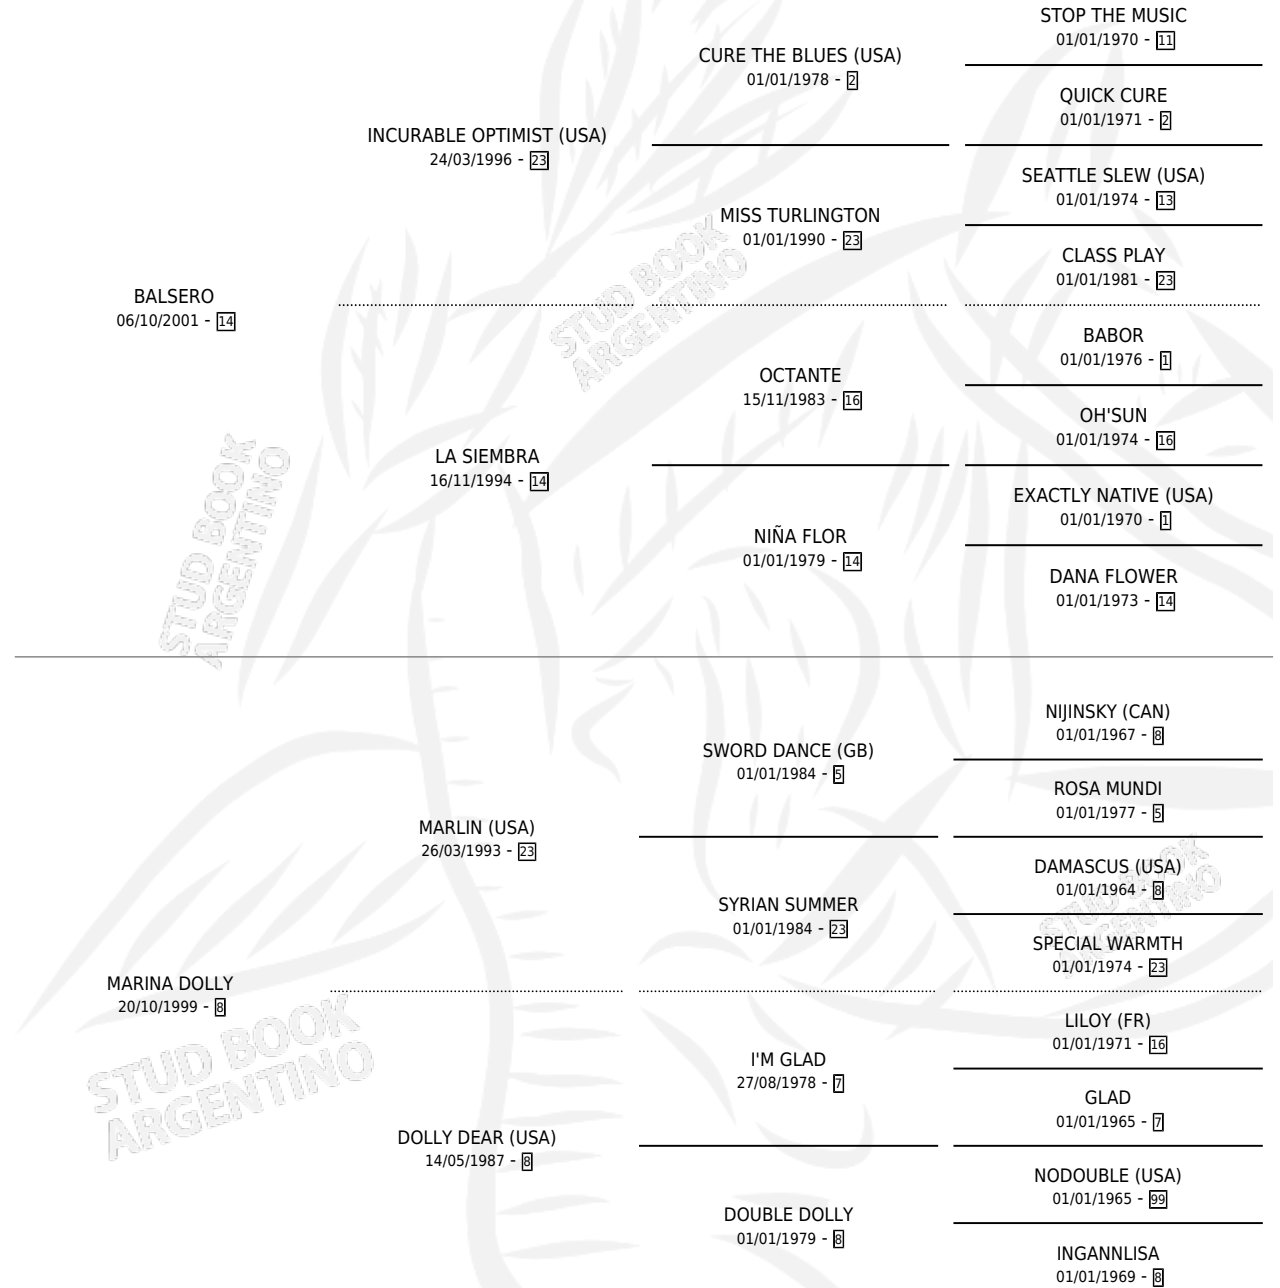 STOP THE MUSIC
01/01/1970 - 11
CURE THE BLUES (USA)
01/01/1978 - 2
QUICK CURE
01/01/1971 - 2
INCURABLE OPTIMIST (USA)
24/03/1996 - 23
SEATTLE SLEW (USA)
01/01/1974 - 13
MISS TURLINGTON
01/01/1990 - 23
CLASS PLAY
01/01/1981 - 23
BALSERO
06/10/2001 - 14
BABOR
01/01/1976 - 1
OCTANTE
15/11/1983 - 16
OH'SUN
01/01/1974 - 16
LA SIEMBRA
16/11/1994 - 14
EXACTLY NATIVE (USA)
01/01/1970 - 1
NIÑA FLOR
01/01/1979 - 14
DANA FLOWER
01/01/1973 - 14
STUD BOOK
ARGENTINO
STUD BOOK
ARGENTINO
NIJINSKY (CAN)
01/01/1967 - 8
SWORD DANCE (GB)
01/01/1984 - 5
ROSA MUNDI
01/01/1977 - 5
MARLIN (USA)
26/03/1993 - 23
DAMASCUS (USA)
01/01/1964 - 8
SYRIAN SUMMER
01/01/1984 - 23
SPECIAL WARMTH
01/01/1974 - 23
STUD BOOK
ARGENTINO
MARINA DOLLY
20/10/1999 - 8
LILOY (FR)
01/01/1971 - 16
I'M GLAD
27/08/1978 - 7
GLAD
01/01/1965 - 7
DOLLY DEAR (USA)
14/05/1987 - 8
NODOUBLE (USA)
01/01/1965 - 99
DOUBLE DOLLY
01/01/1979 - 8
INGANNLISA
01/01/1969 - 8
STUD BOOK
ARGENTINO